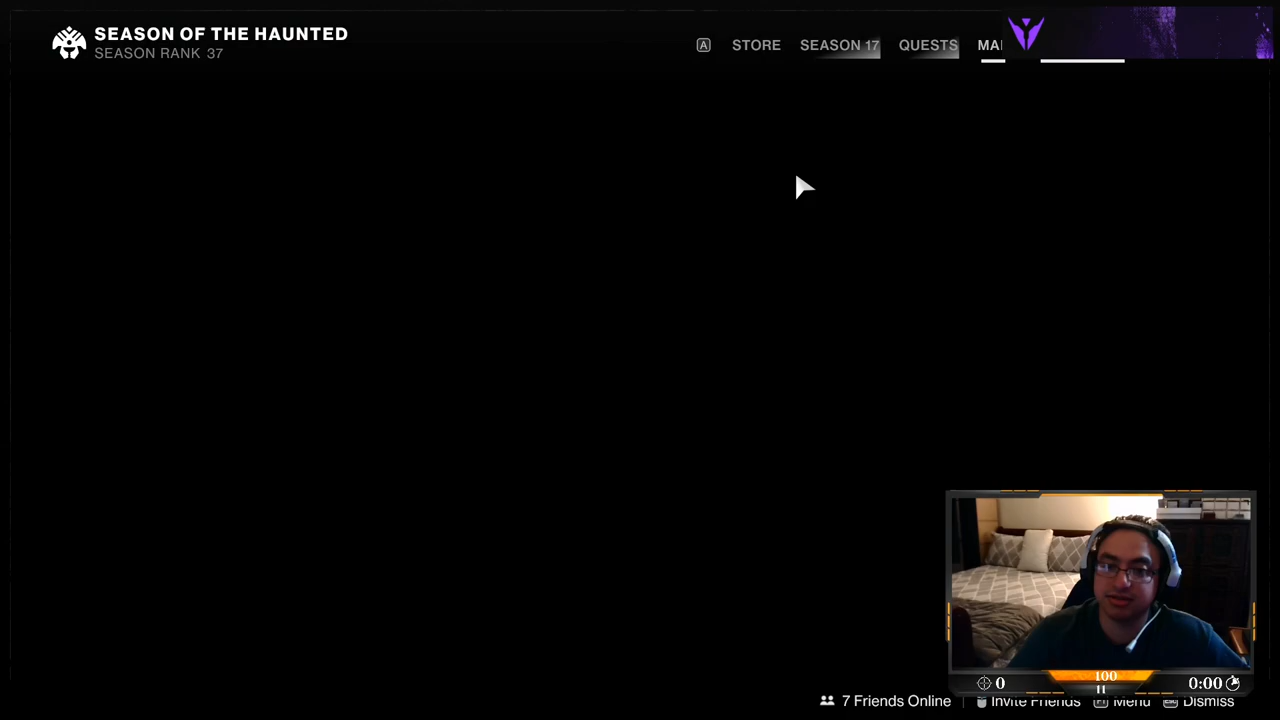 SEASON OF THE HAUNTED
SEASON RANK 37
A STORE SEASON 17 QUESTS
7 Friends Online Invite Friends Menu Dismiss
0 100 0:00